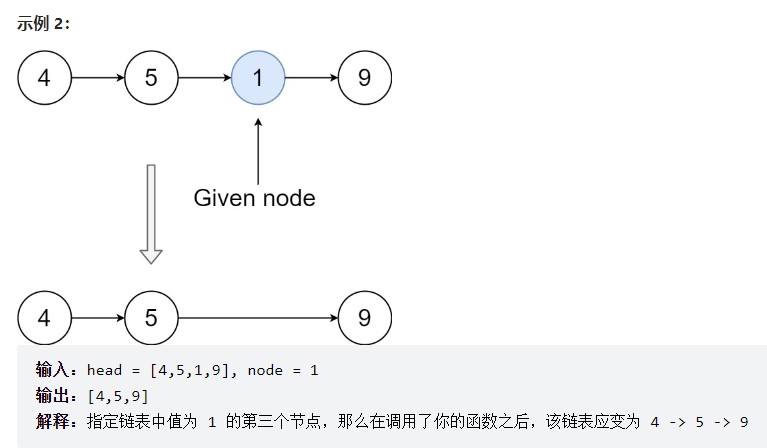 示例 2：
4 5 1 9
Given node
4 5 9
输入：head = [4,5,1,9], node = 1
输出：[4,5,9]
解释：指定链表中值为 1 的第三个节点，那么在调用了你的函数之后，该链表应变为 4 -> 5 -> 9